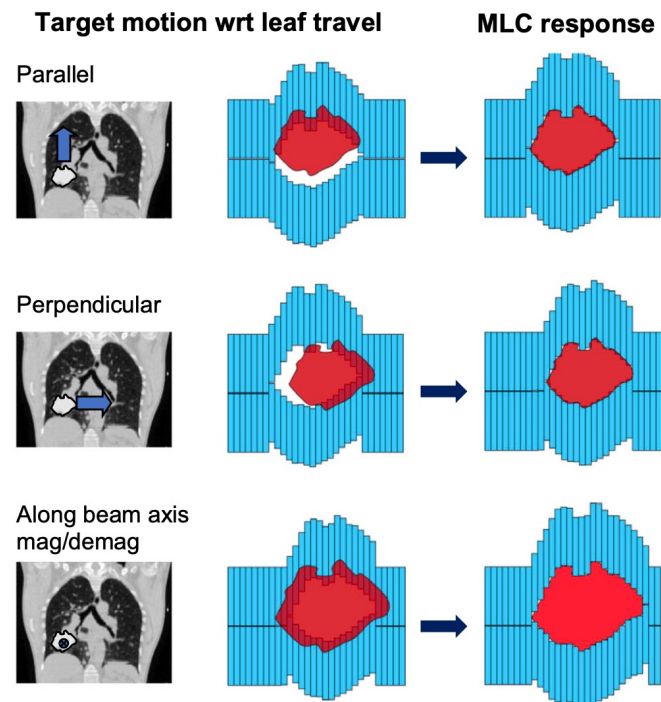 Target motion wrt leaf travel
MLC response
Parallel
Perpendicular
Along beam axis
mag/demag